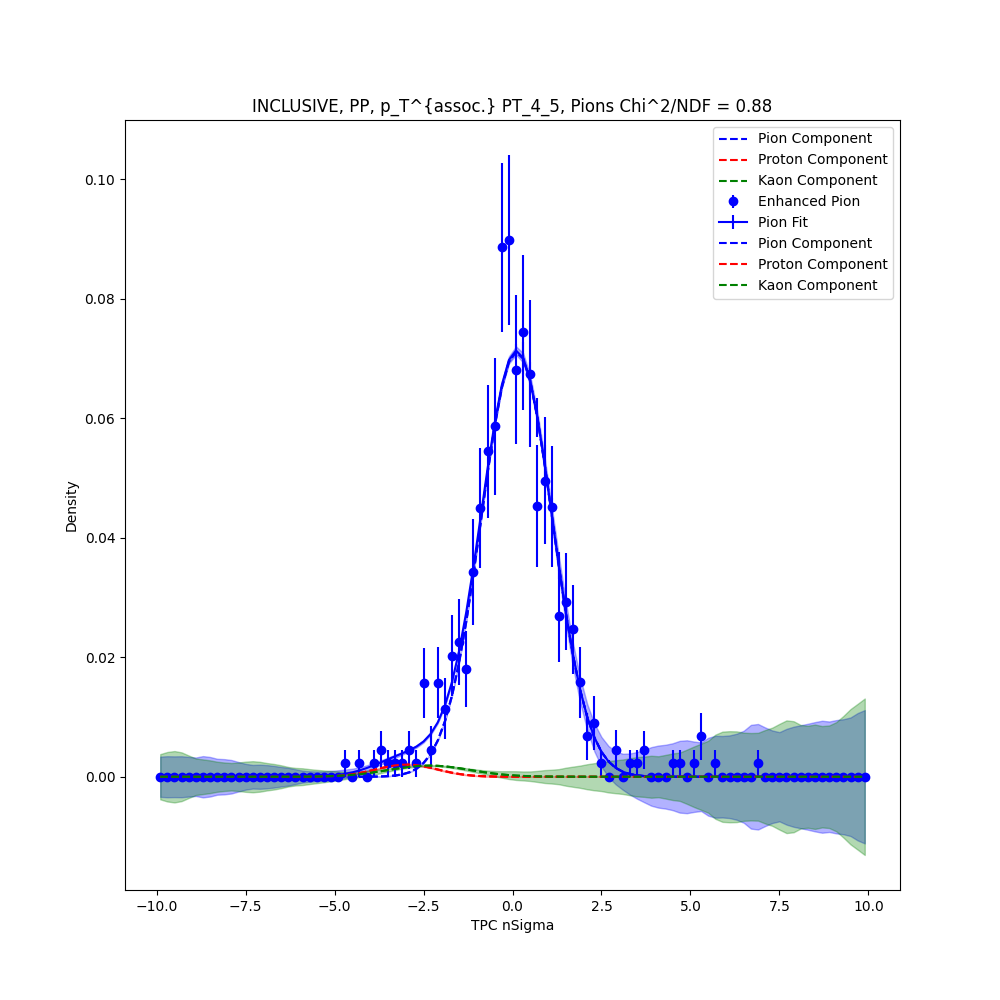 INCLUSIVE, PP, p_T^{assoc.} PT_4_5, Pions Chi^2/NDF = 0.88
Pion Component
Proton Component
Kaon Component
Enhanced Pion
Pion Fit
Pion Component
Proton Component
Kaon Component
0.10
0.08
0.06
0.04
0.02
0.00
Density
−10.0 −7.5 −5.0 −2.5 0.0 2.5 5.0 7.5 10.0
TPC nSigma